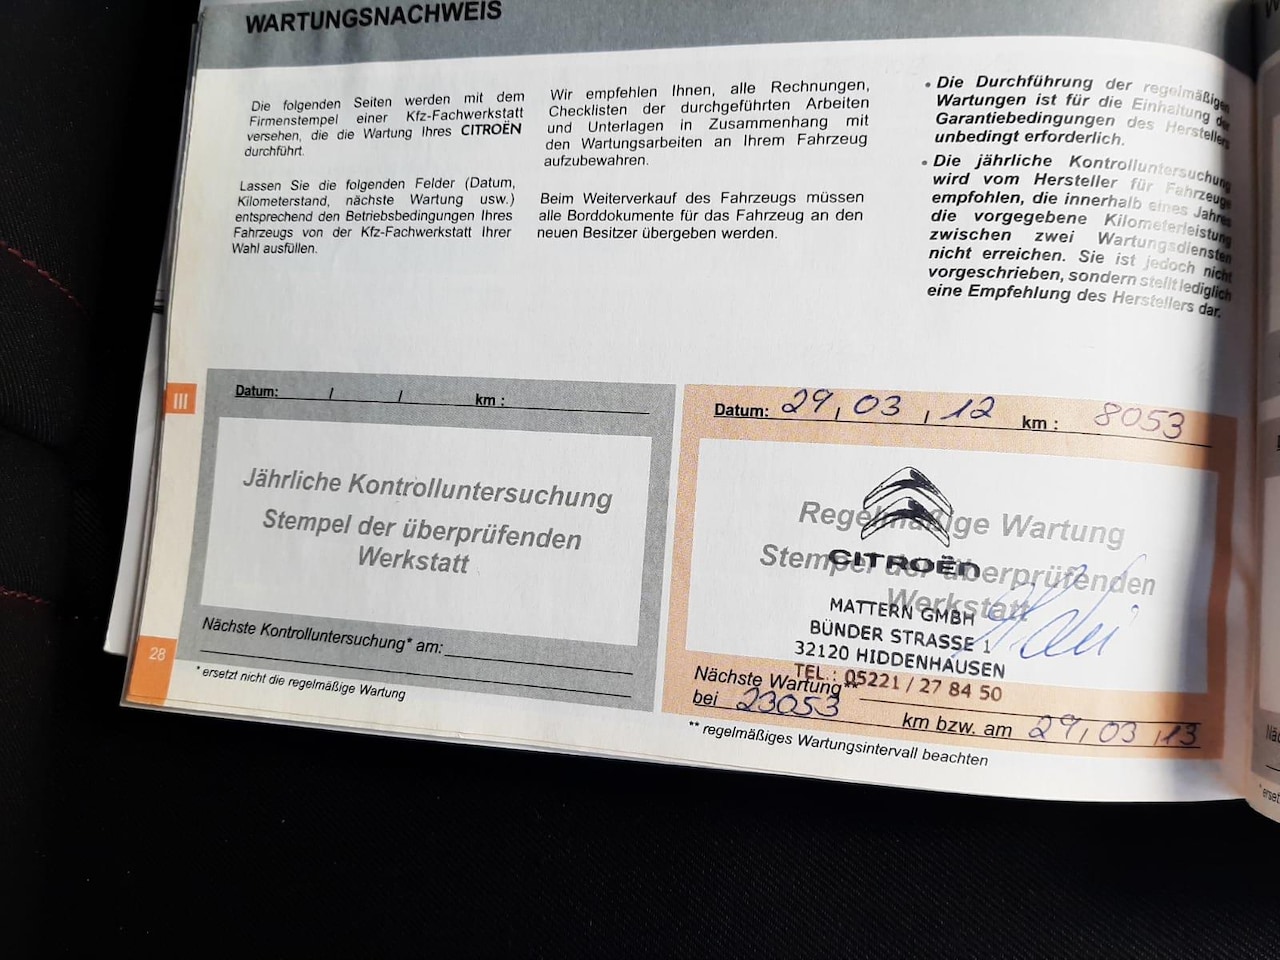 WARTUNGSNACHWEIS
Die folgenden Seiten werden mit dem
Firmenstempel einer Kfz-Fachwerkstatt
versehen, die die Wartung Ihres CITROËN
durchführt.
Lassen Sie die folgenden Felder (Datum,
Kilometerstand, nächste Wartung usw.)
entsprechend den Betriebsbedingungen Ihres
Fahrzeugs von der Kfz-Fachwerkstatt Ihrer
Wahl ausfüllen.
Wir empfehlen Ihnen, alle Rechnungen,
Checklisten der durchgeführten Arbeiten
und Unterlagen in Zusammenhang mit
den Wartungsarbeiten an Ihrem Fahrzeug
aufzubewahren.
Beim Weiterverkauf des Fahrzeugs müssen
alle Borddokumente für das Fahrzeug an den
neuen Besitzer übergeben werden.
• Die Durchführung der regelmäßigen
Wartungen ist für die Einhaltung der
Garantiebedingungen des Herstellers
unbedingt erforderlich.
• Die jährliche Kontrolluntersuchung
wird vom Hersteller für Fahrzeuge
empfohlen, die innerhalb eines Jahres
die vorgegebene Kilometerleistung
zwischen zwei Wartungsdiensten
nicht erreichen. Sie ist jedoch nicht
vorgeschrieben, sondern stellt lediglich
eine Empfehlung des Herstellers dar.
III
Datum: / / km :
Jährliche Kontrolluntersuchung
Stempel der überprüfenden
Werkstatt
Nächste Kontrolluntersuchung* am:
* ersetzt nicht die regelmäßige Wartung
28
Datum: 29,03,12 km : 8053
Regelmäßige Wartung
Stempel der überprüfenden
Werkstatt
CITROËN
MATTERN GMBH
BÜNDER STRASSE 1
32120 HIDDENHAUSEN
TEL.: 05221 / 27 84 50
Nächste Wartung**
bei 23053 km bzw. am 29,03,13
** regelmäßiges Wartungsintervall beachten